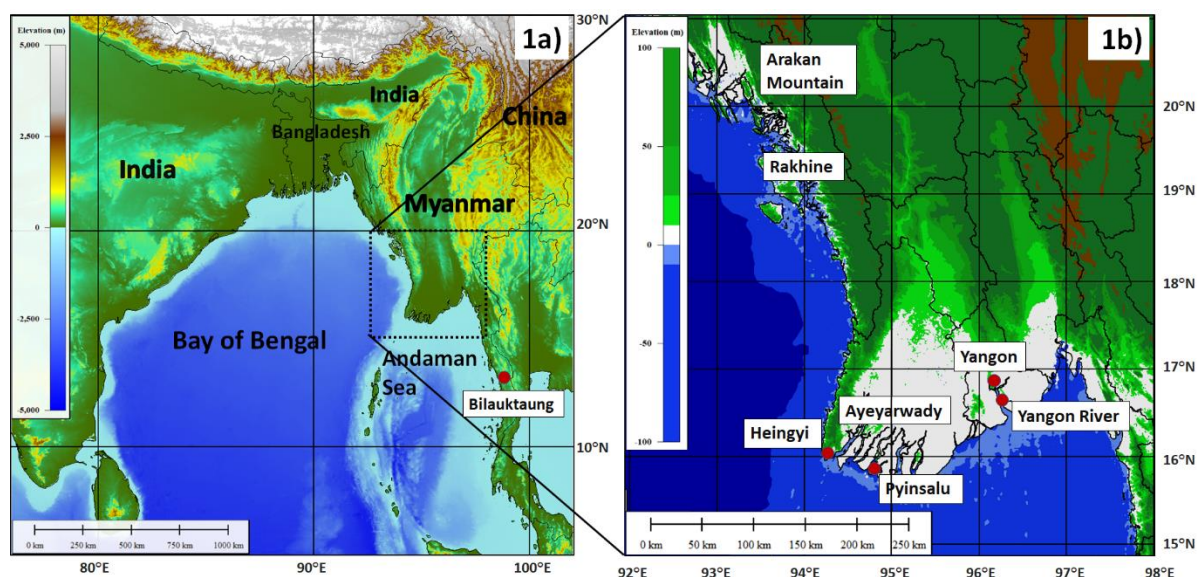 1a)
Elevation (m)
5,000
2,500
0
-2,500
-5,000
India
India
Bangladesh
China
Myanmar
Bay of Bengal
Andaman
Sea
Bilauktaung
0 km 250 km 500 km 750 km 1000 km
80°E 90°E 100°E
30°N
20°N
10°N
1b)
Elevation (m)
100
50
0
-50
-100
Arakan
Mountain
Rakhine
Yangon
Yangon River
Ayeyarwady
Heingyi
Pyinsalu
0 km 50 km 100 km 150 km 200 km 250 km
92°E 93°E 94°E 95°E 96°E 97°E 98°E
20°N
19°N
18°N
17°N
16°N
15°N